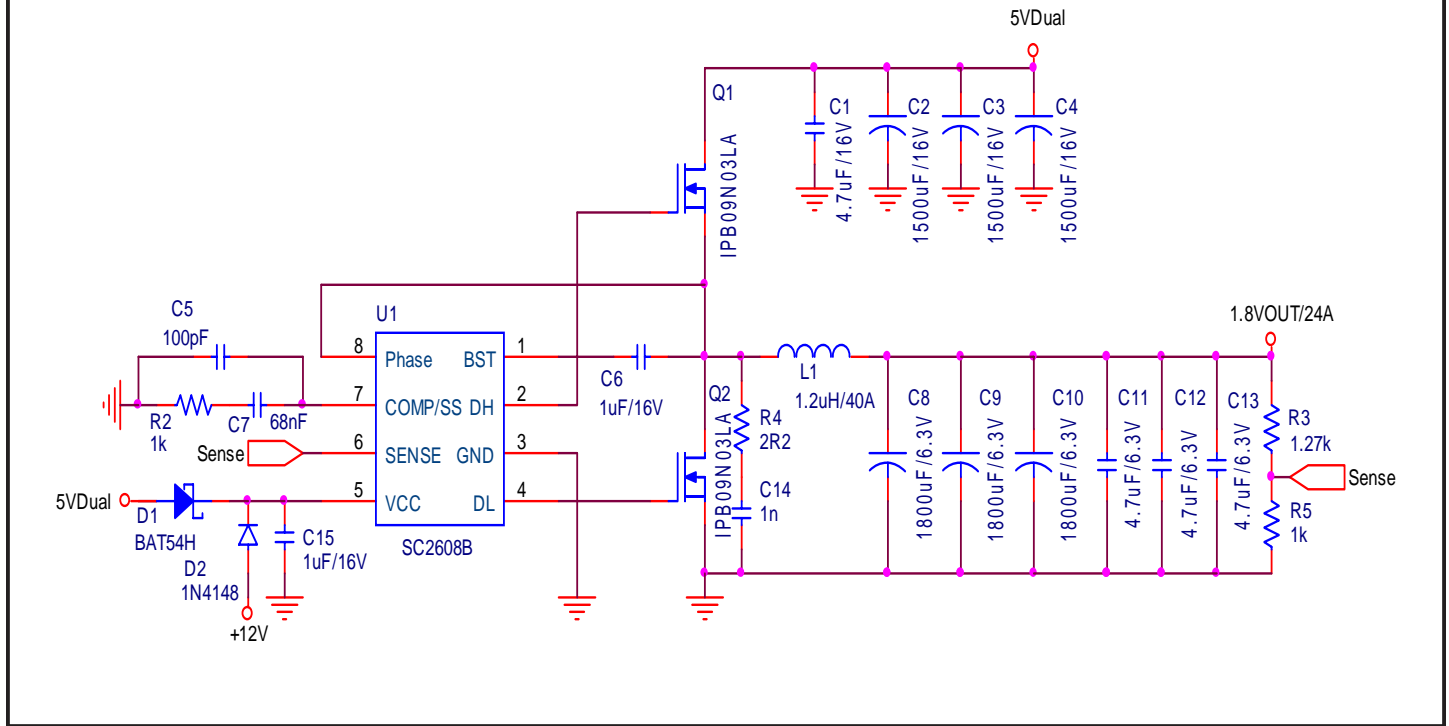 5VDual
Q1
IPB09N03LA
C1
4.7uF/16V
C2
1500uF/16V
C3
1500uF/16V
C4
1500uF/16V
C5
100pF
R2
1k
C7
68nF
Sense
5VDual
D1
BAT54H
D2
1N4148
+12V
C15
1uF/16V
U1
8
Phase
BST
1
7
COMP/SS
DH
2
6
SENSE
GND
3
5
VCC
DL
4
SC2608B
C6
1uF/16V
Q2
IPB09N03LA
R4
2R2
C14
1n
L1
1.2uH/40A
C8
1800uF/6.3V
C9
1800uF/6.3V
C10
1800uF/6.3V
C11
4.7uF/6.3V
C12
4.7uF/6.3V
C13
4.7uF/6.3V
1.8VOUT/24A
R3
1.27k
Sense
R5
1k